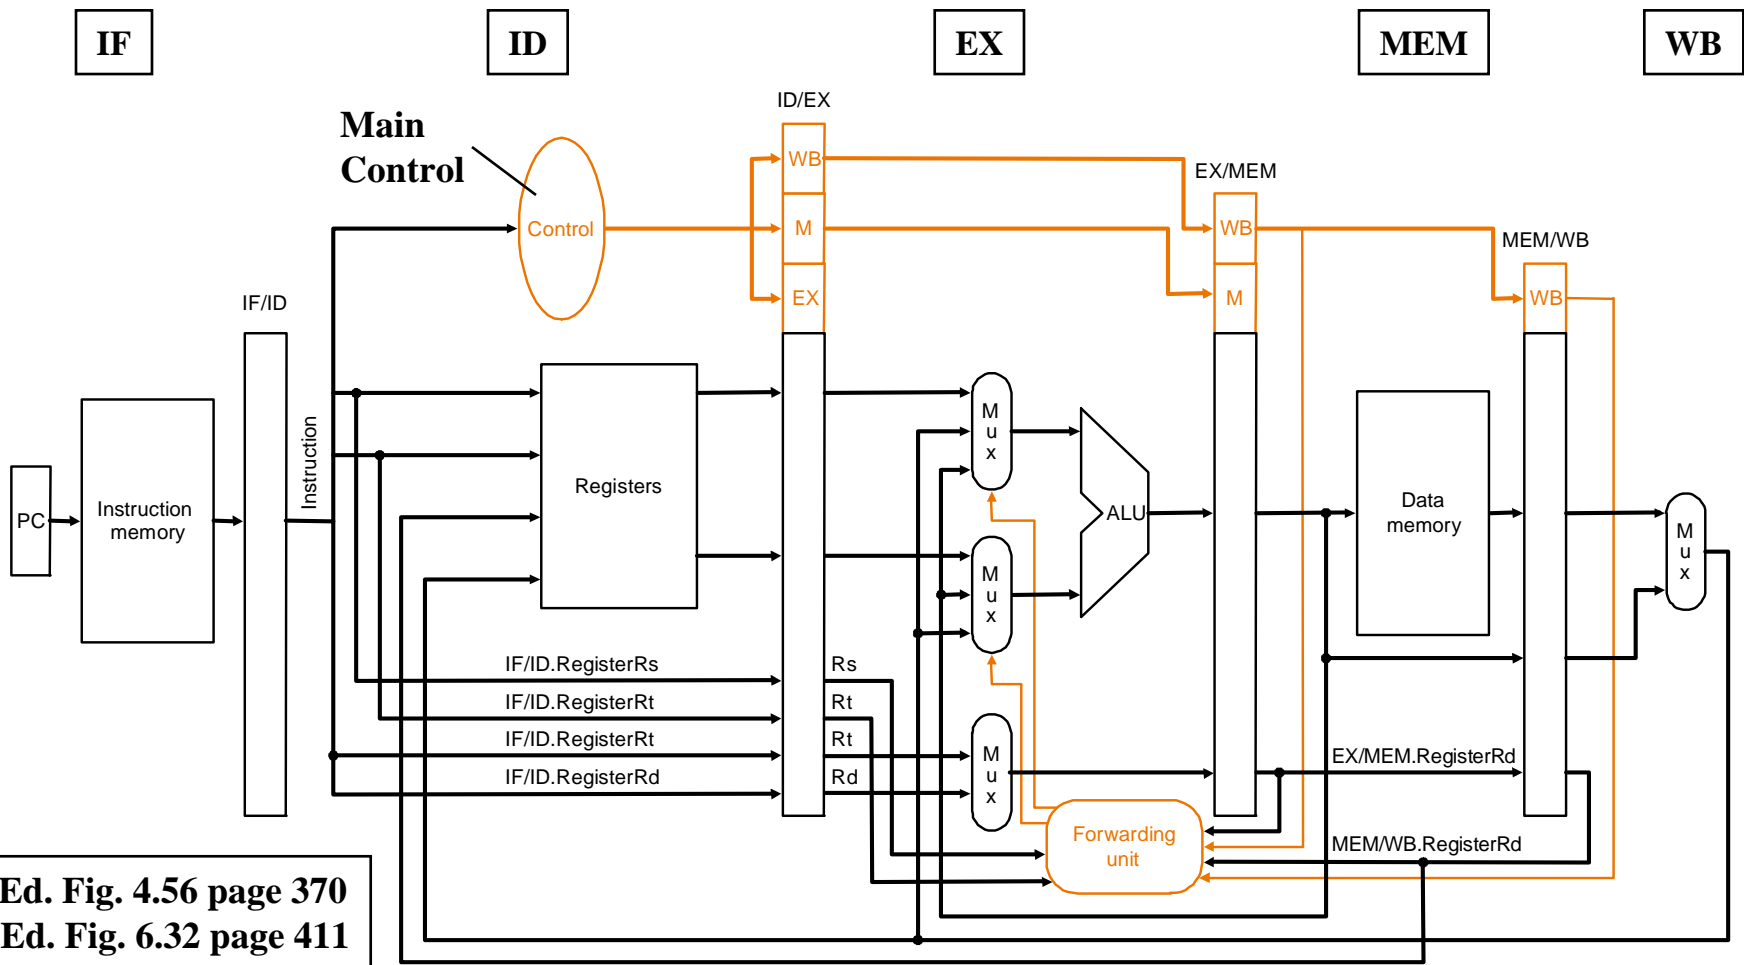 IF
ID
EX
MEM
WB
ID/EX
Main
Control
WB
EX/MEM
Control
M
WB
MEM/WB
IF/ID
EX
M
WB
Instruction
PC
Instruction
memory
Registers
M
u
x
M
u
x
ALU
Data
memory
M
u
x
IF/ID.RegisterRs
Rs
IF/ID.RegisterRt
Rt
IF/ID.RegisterRt
Rt
IF/ID.RegisterRd
Rd
M
u
x
EX/MEM.RegisterRd
Forwarding
unit
MEM/WB.RegisterRd
Ed. Fig. 4.56 page 370
Ed. Fig. 6.32 page 411